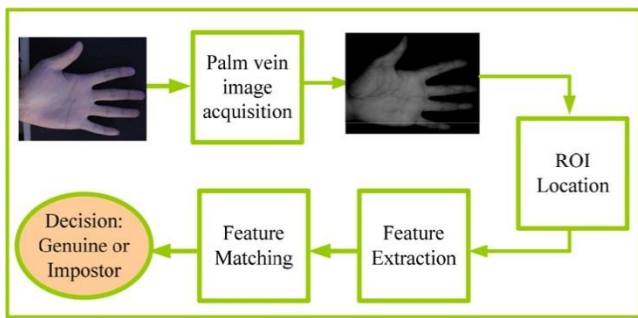 Palm vein
image
acquisition
ROI
Location
Feature
Extraction
Feature
Matching
Decision:
Genuine or
Impostor